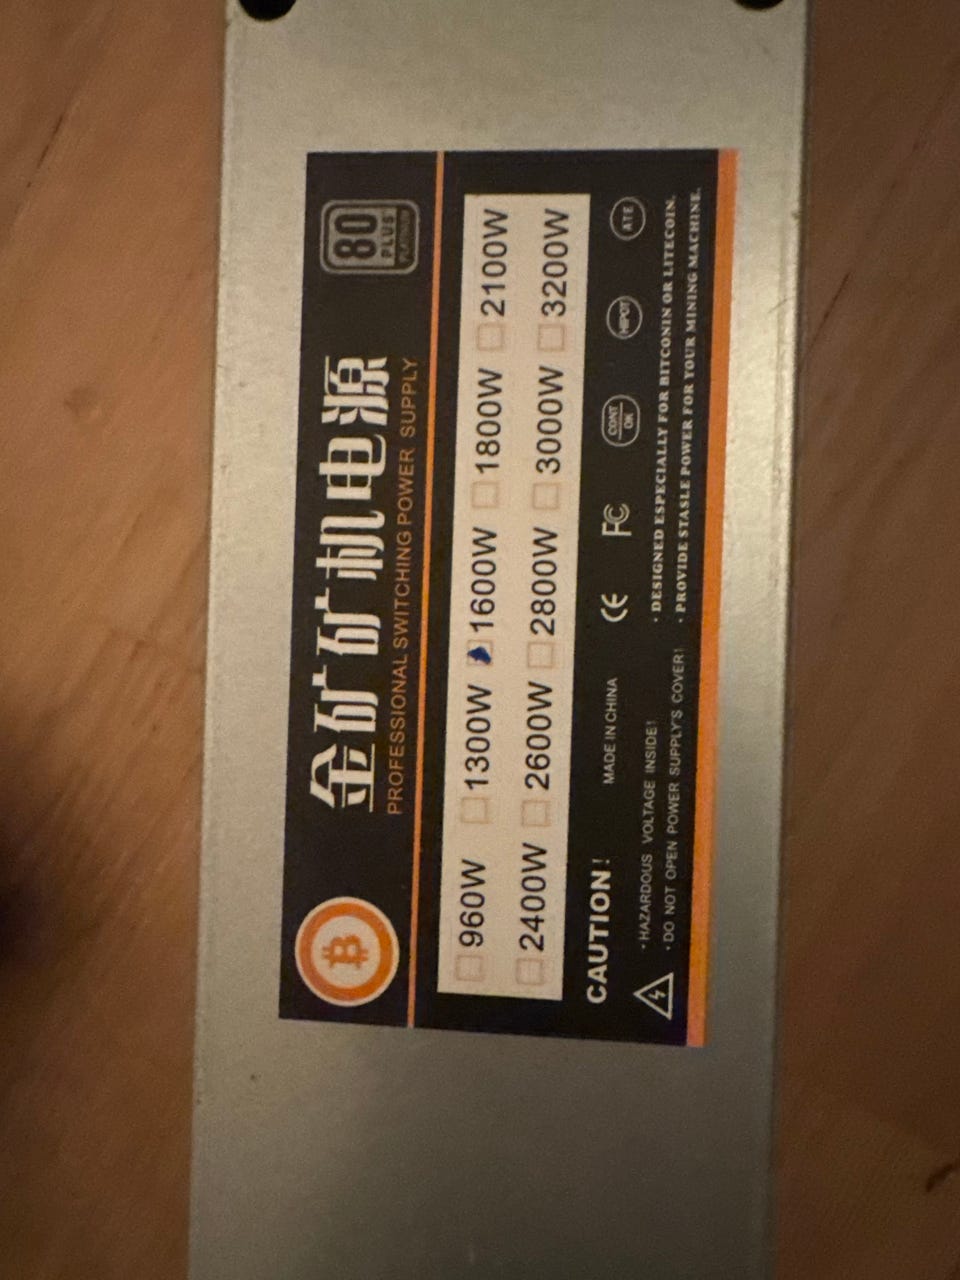 金矿矿机电源
PROFESSIONAL SWITCHING POWER SUPPLY
80
PLUS
PLATINUM
960W 1300W 1600W 1800W 2100W
2400W 2600W 2800W 3000W 3200W
CAUTION! MADE IN CHINA CE FC CONT OK HIPOT ATE
· HAZARDOUS VOLTAGE INSIDE!
· DO NOT OPEN POWER SUPPLY'S COVER!
· DESIGNED ESPECIALLY FOR BITCONIN OR LITECOIN.
· PROVIDE STASLE POWER FOR YOUR MINING MACHINE.